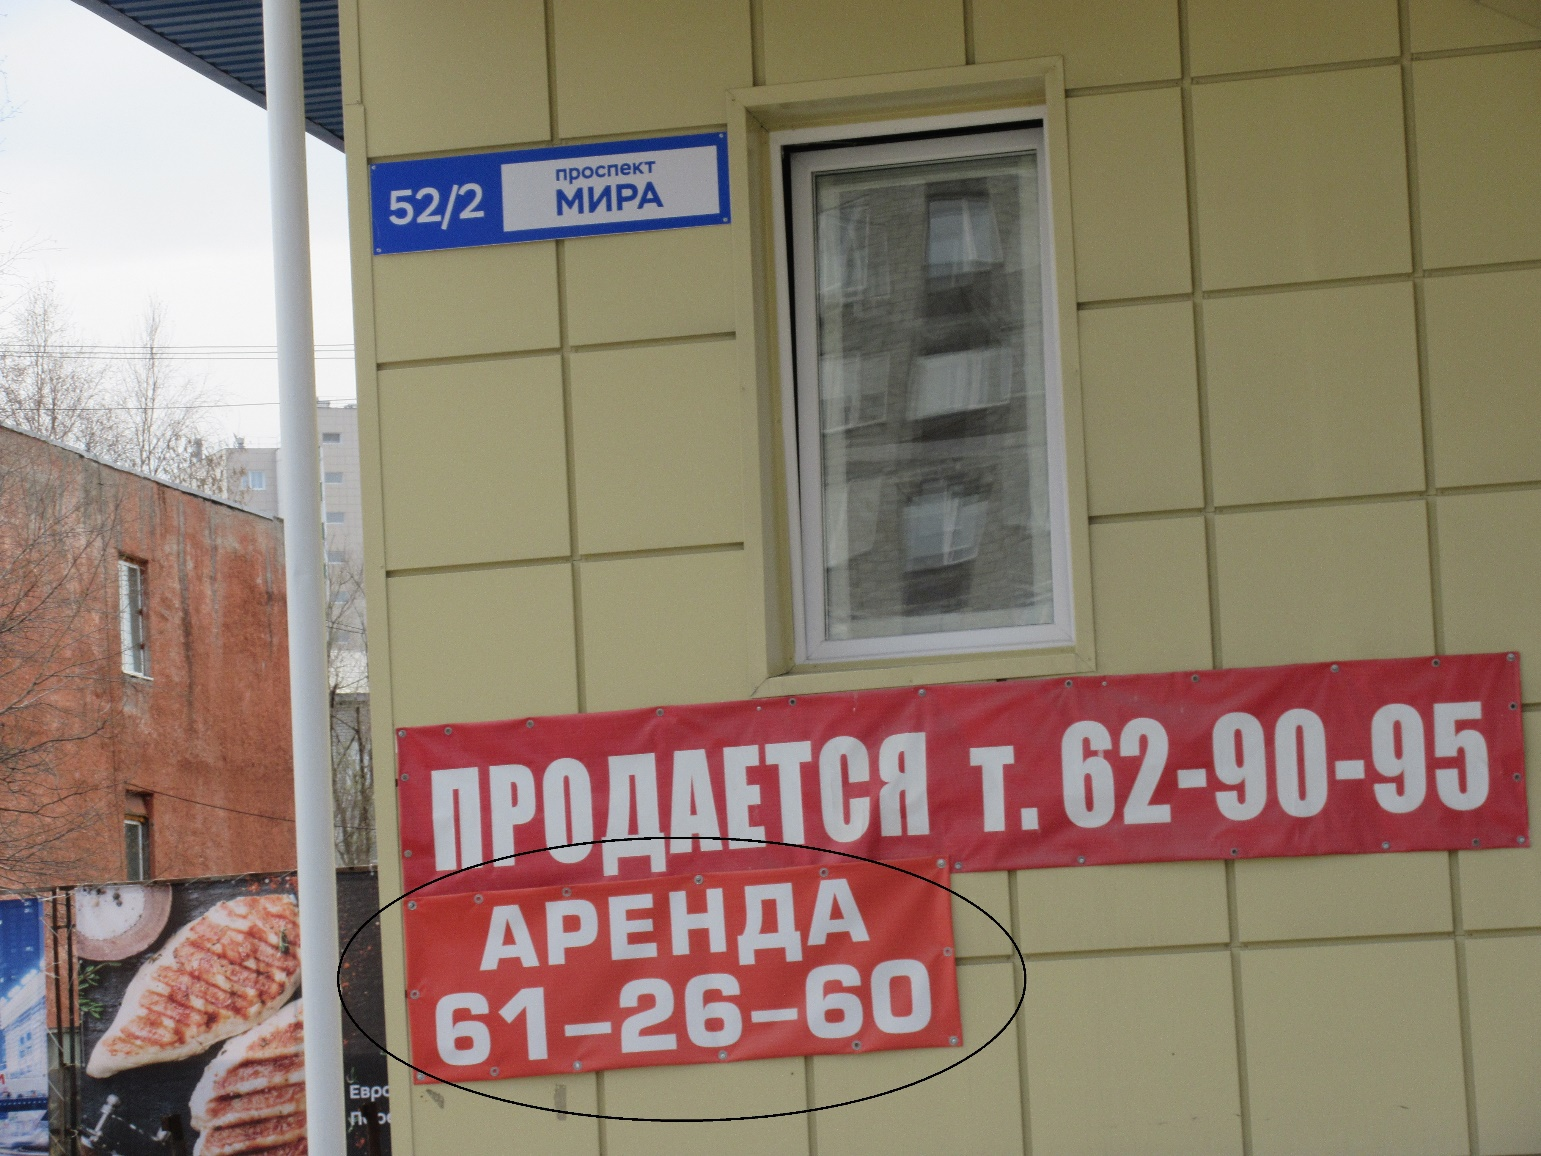 52/2
проспект
МИРА
ПРОДАЕТСЯ т. 62-90-95
АРЕНДА
61-26-60